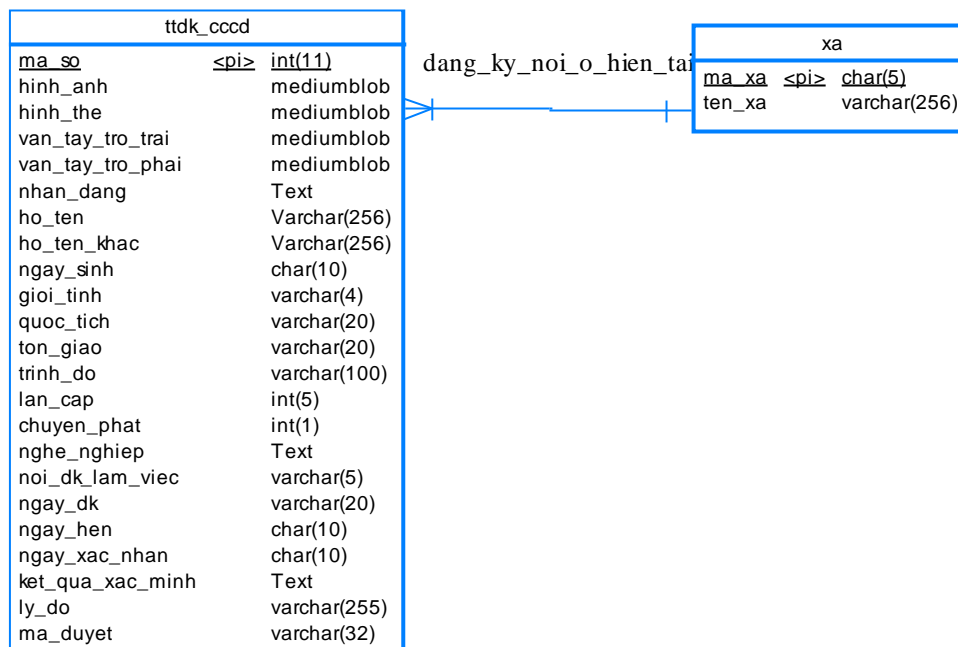 ttdk_cccd
ma_so <pi> int(11)
hinh_anh mediumblob
hinh_the mediumblob
van_tay_tro_trai mediumblob
van_tay_tro_phai mediumblob
nhan_dang Text
ho_ten Varchar(256)
ho_ten_khac Varchar(256)
ngay_sinh char(10)
gioi_tinh varchar(4)
quoc_tich varchar(20)
ton_giao varchar(20)
trinh_do varchar(100)
lan_cap int(5)
chuyen_phat int(1)
nghe_nghiep Text
noi_dk_lam_viec varchar(5)
ngay_dk varchar(20)
ngay_hen char(10)
ngay_xac_nhan char(10)
ket_qua_xac_minh Text
ly_do varchar(255)
ma_duyet varchar(32)
dang_ky_noi_o_hien_tai
xa
ma_xa <pi> char(5)
ten_xa varchar(256)